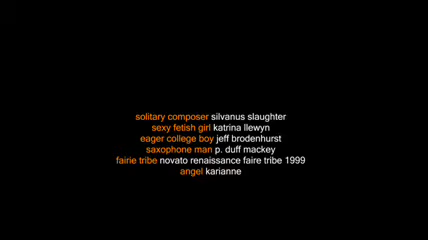 solitary composer silvanus slaughter
sexy fetish girl katrina llewyn
eager college boy jeff brodenhurst
saxophone man p. duff mackey
fairie tribe novato renaissance faire tribe 1999
angel karianne